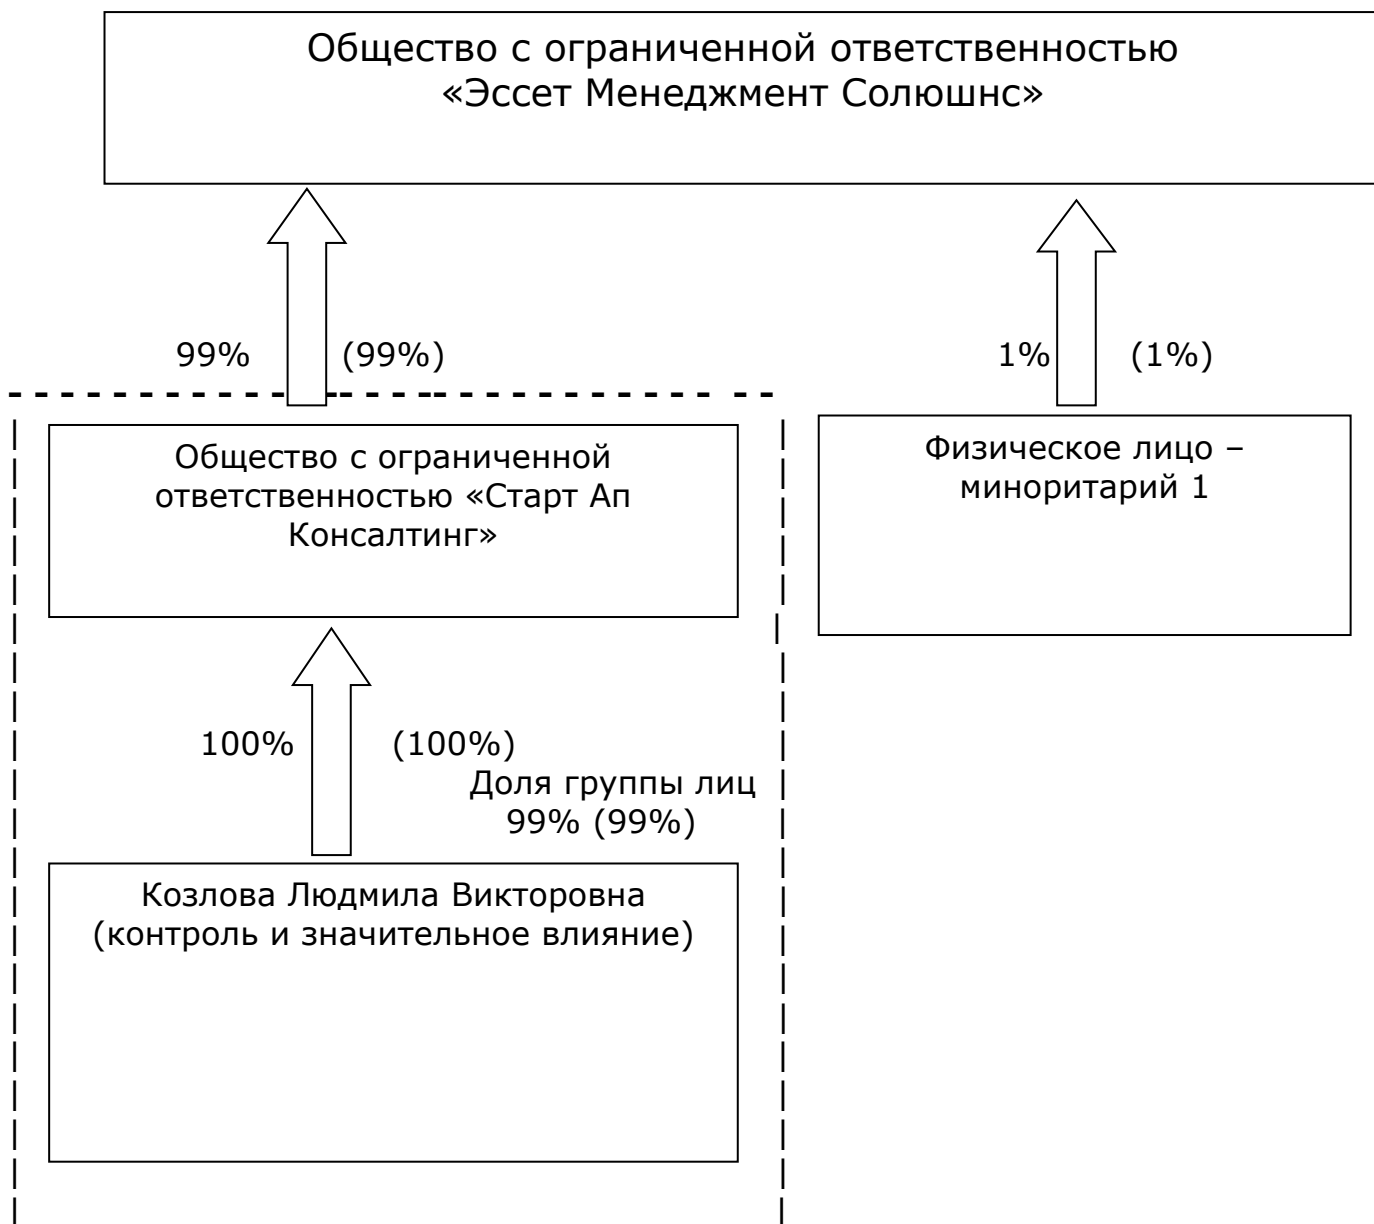 Общество с ограниченной ответственностью
«Эссет Менеджмент Солюшнс»
99% (99%)
1% (1%)
Общество с ограниченной
ответственностью «Старт Ап
Консалтинг»
Физическое лицо –
миноритарий 1
100% (100%)
Доля группы лиц
99% (99%)
Козлова Людмила Викторовна
(контроль и значительное влияние)